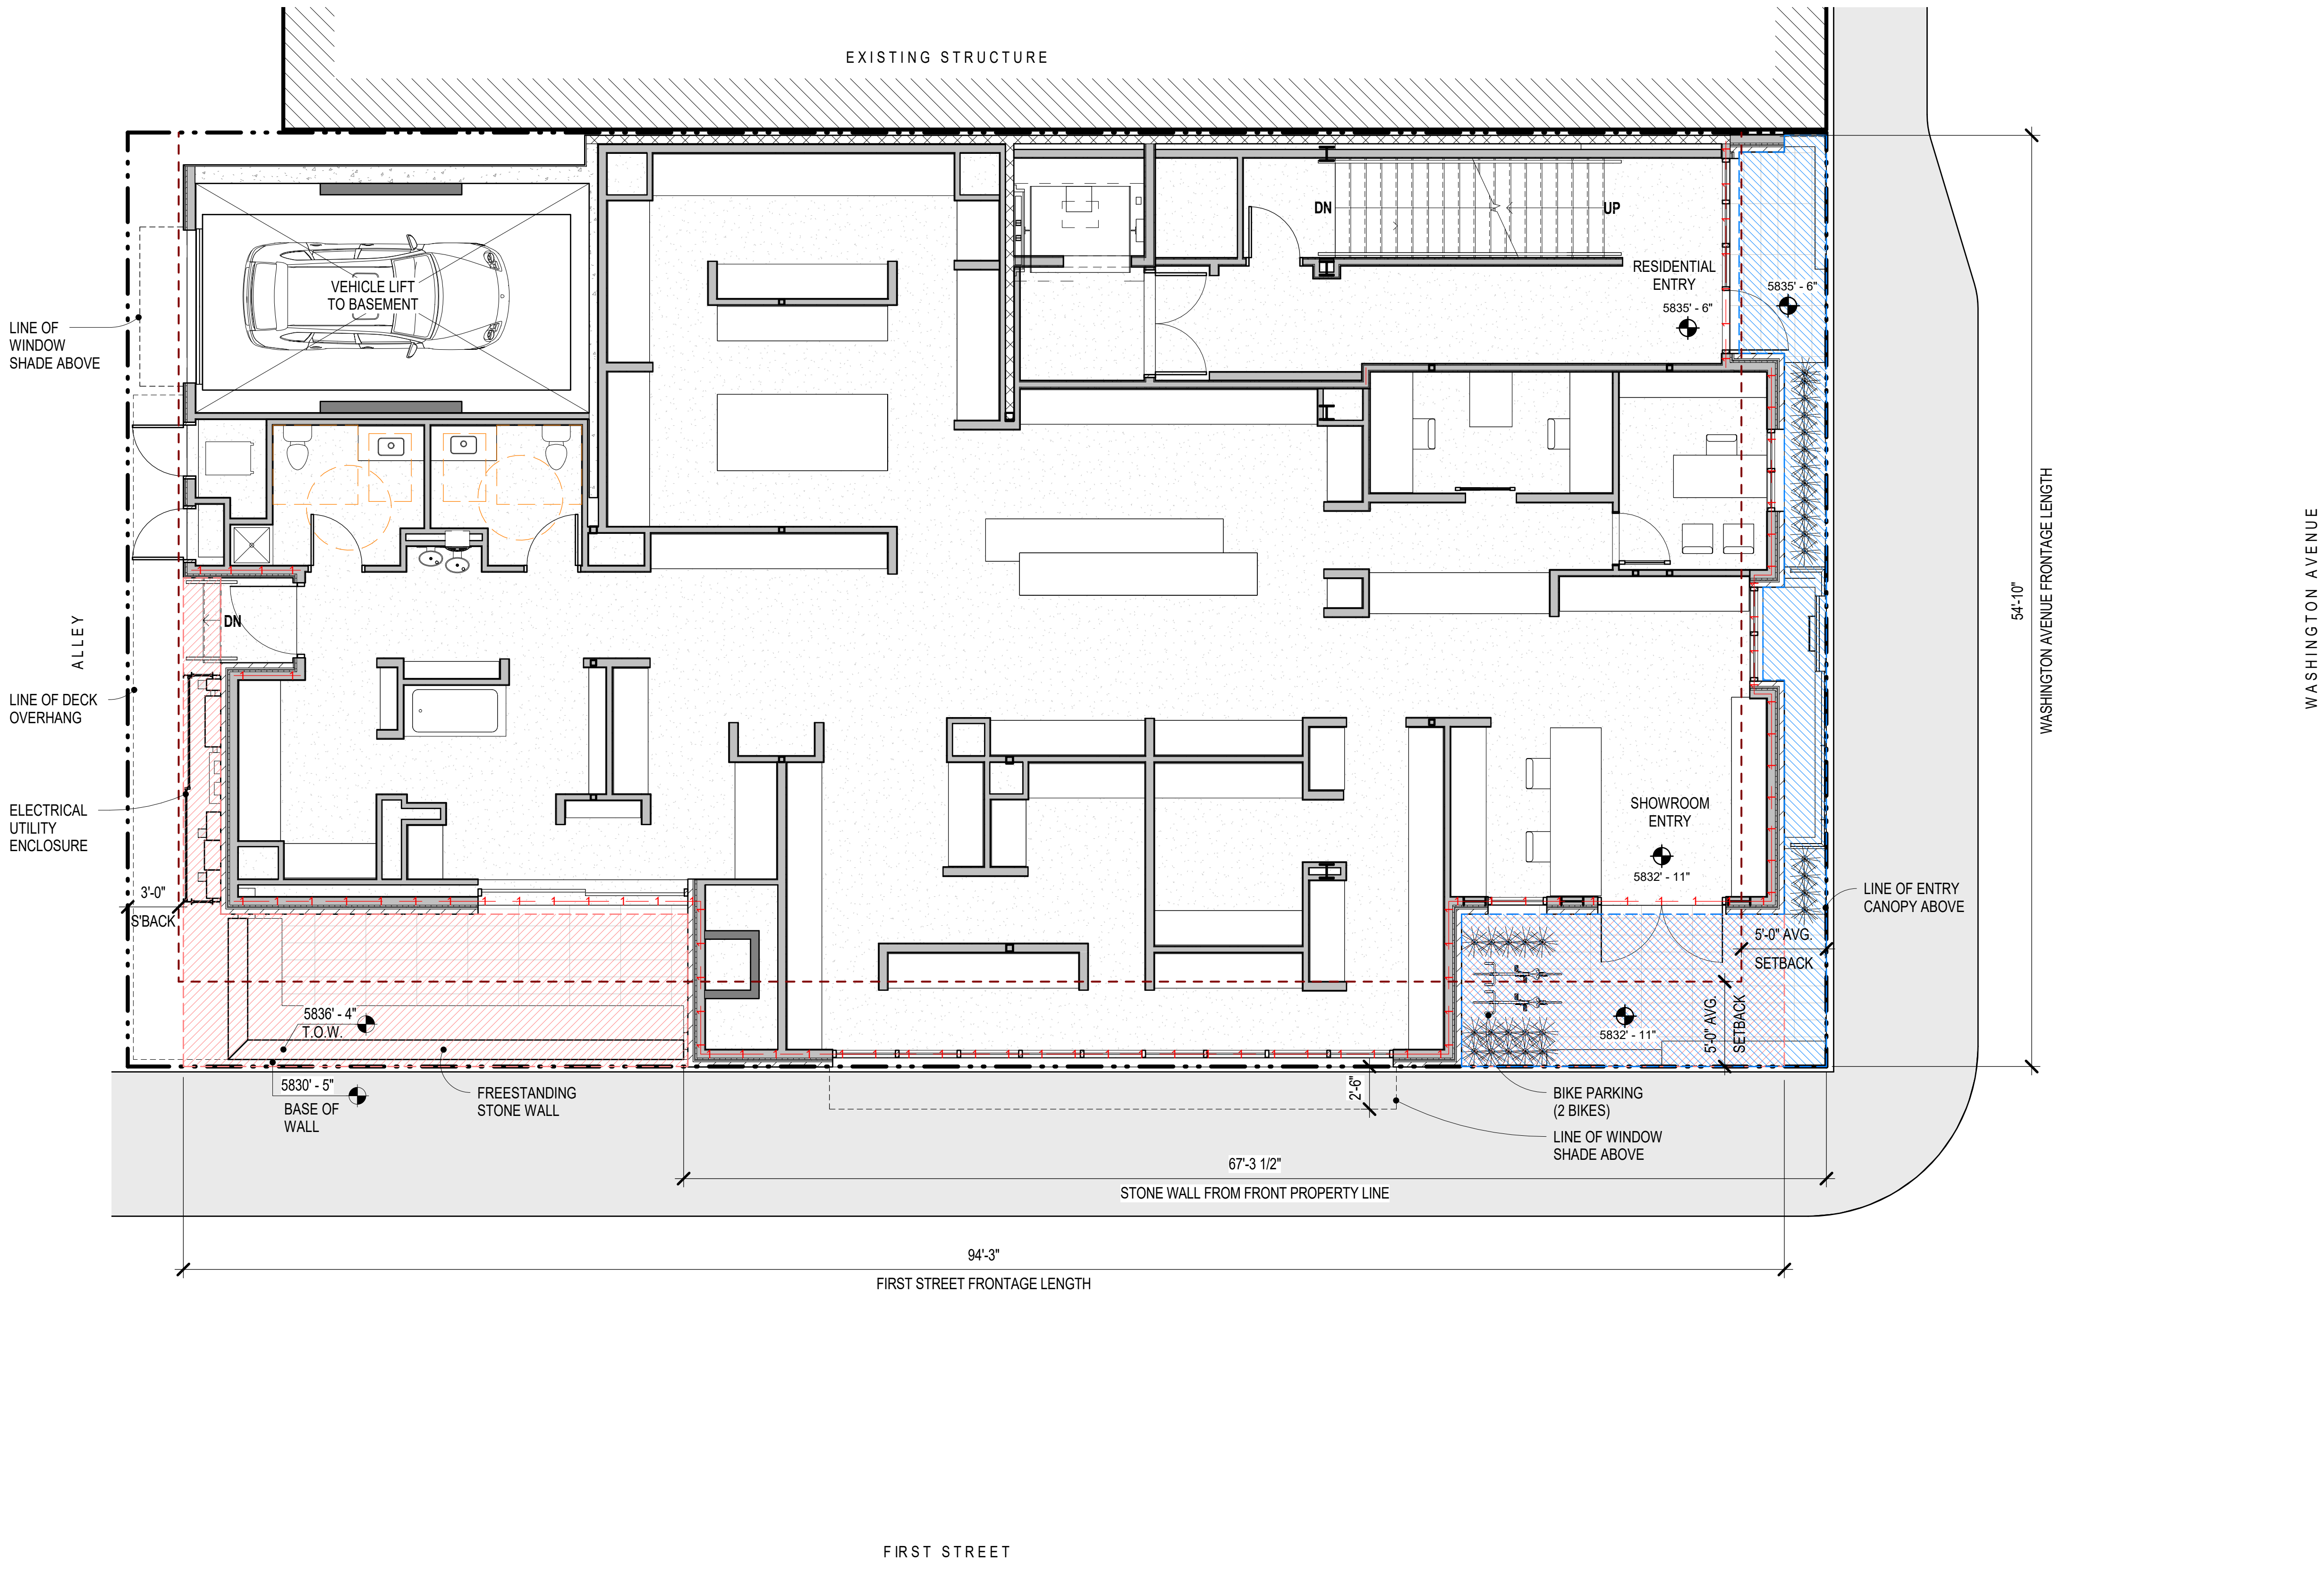 EXISTING STRUCTURE
DN
UP
RESIDENTIAL
ENTRY
5835' - 6"
5835' - 6"
VEHICLE LIFT
TO BASEMENT
LINE OF
WINDOW
SHADE ABOVE
ALLEY
DN
LINE OF DECK
OVERHANG
ELECTRICAL
UTILITY
ENCLOSURE
3'-0"
S'BACK
54'-10"
WASHINGTON AVENUE FRONTAGE LENGTH
WASHINGTON AVENUE
SHOWROOM
ENTRY
5832' - 11"
LINE OF ENTRY
CANOPY ABOVE
5'-0" AVG.
SETBACK
5'-0" AVG.
SETBACK
5832' - 11"
5836' - 4"
T.O.W.
5830' - 5"
BASE OF
WALL
FREESTANDING
STONE WALL
2'-6"
BIKE PARKING
(2 BIKES)
LINE OF WINDOW
SHADE ABOVE
67'-3 1/2"
STONE WALL FROM FRONT PROPERTY LINE
94'-3"
FIRST STREET FRONTAGE LENGTH
FIRST STREET